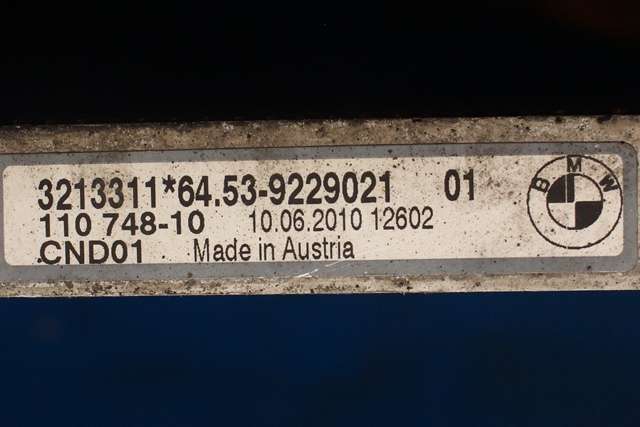 3213311*64.53-9229021 01
110 748-10 10.06.2010 12602
CND01 Made in Austria
BMW